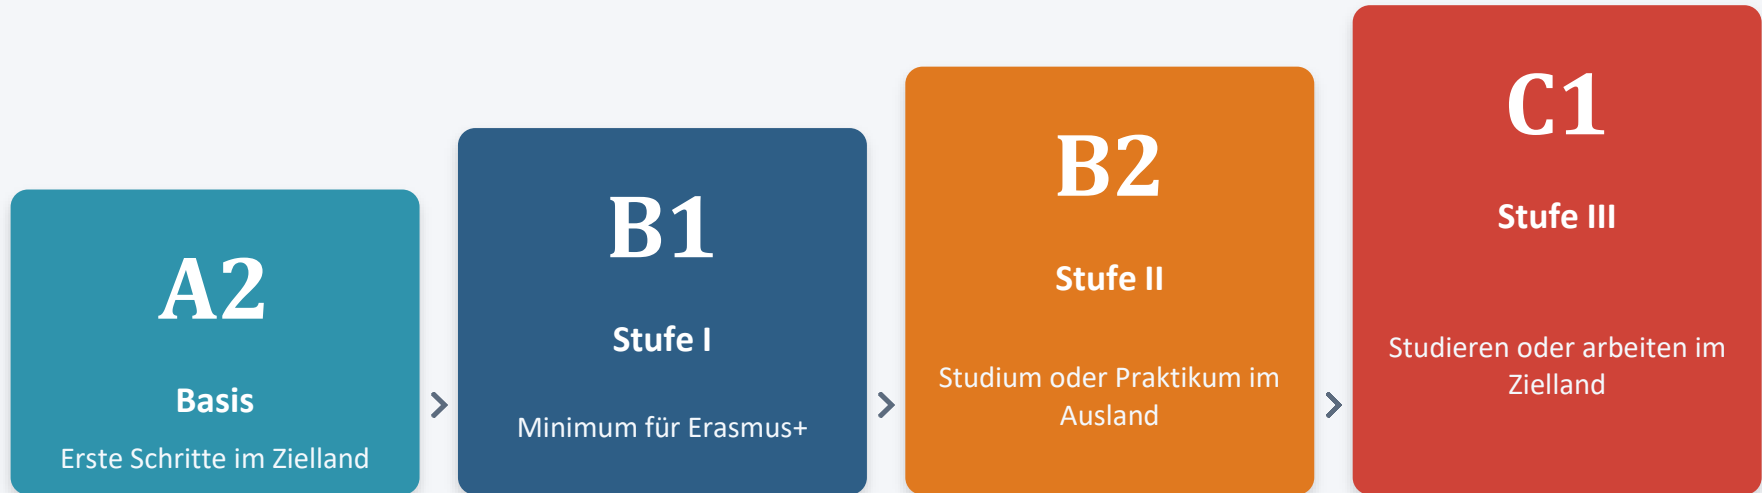 A2
Basis
Erste Schritte im Zielland
B1
Stufe I
Minimum für Erasmus+
B2
Stufe II
Studium oder Praktikum im
Ausland
C1
Stufe III
Studieren oder arbeiten im
Zielland